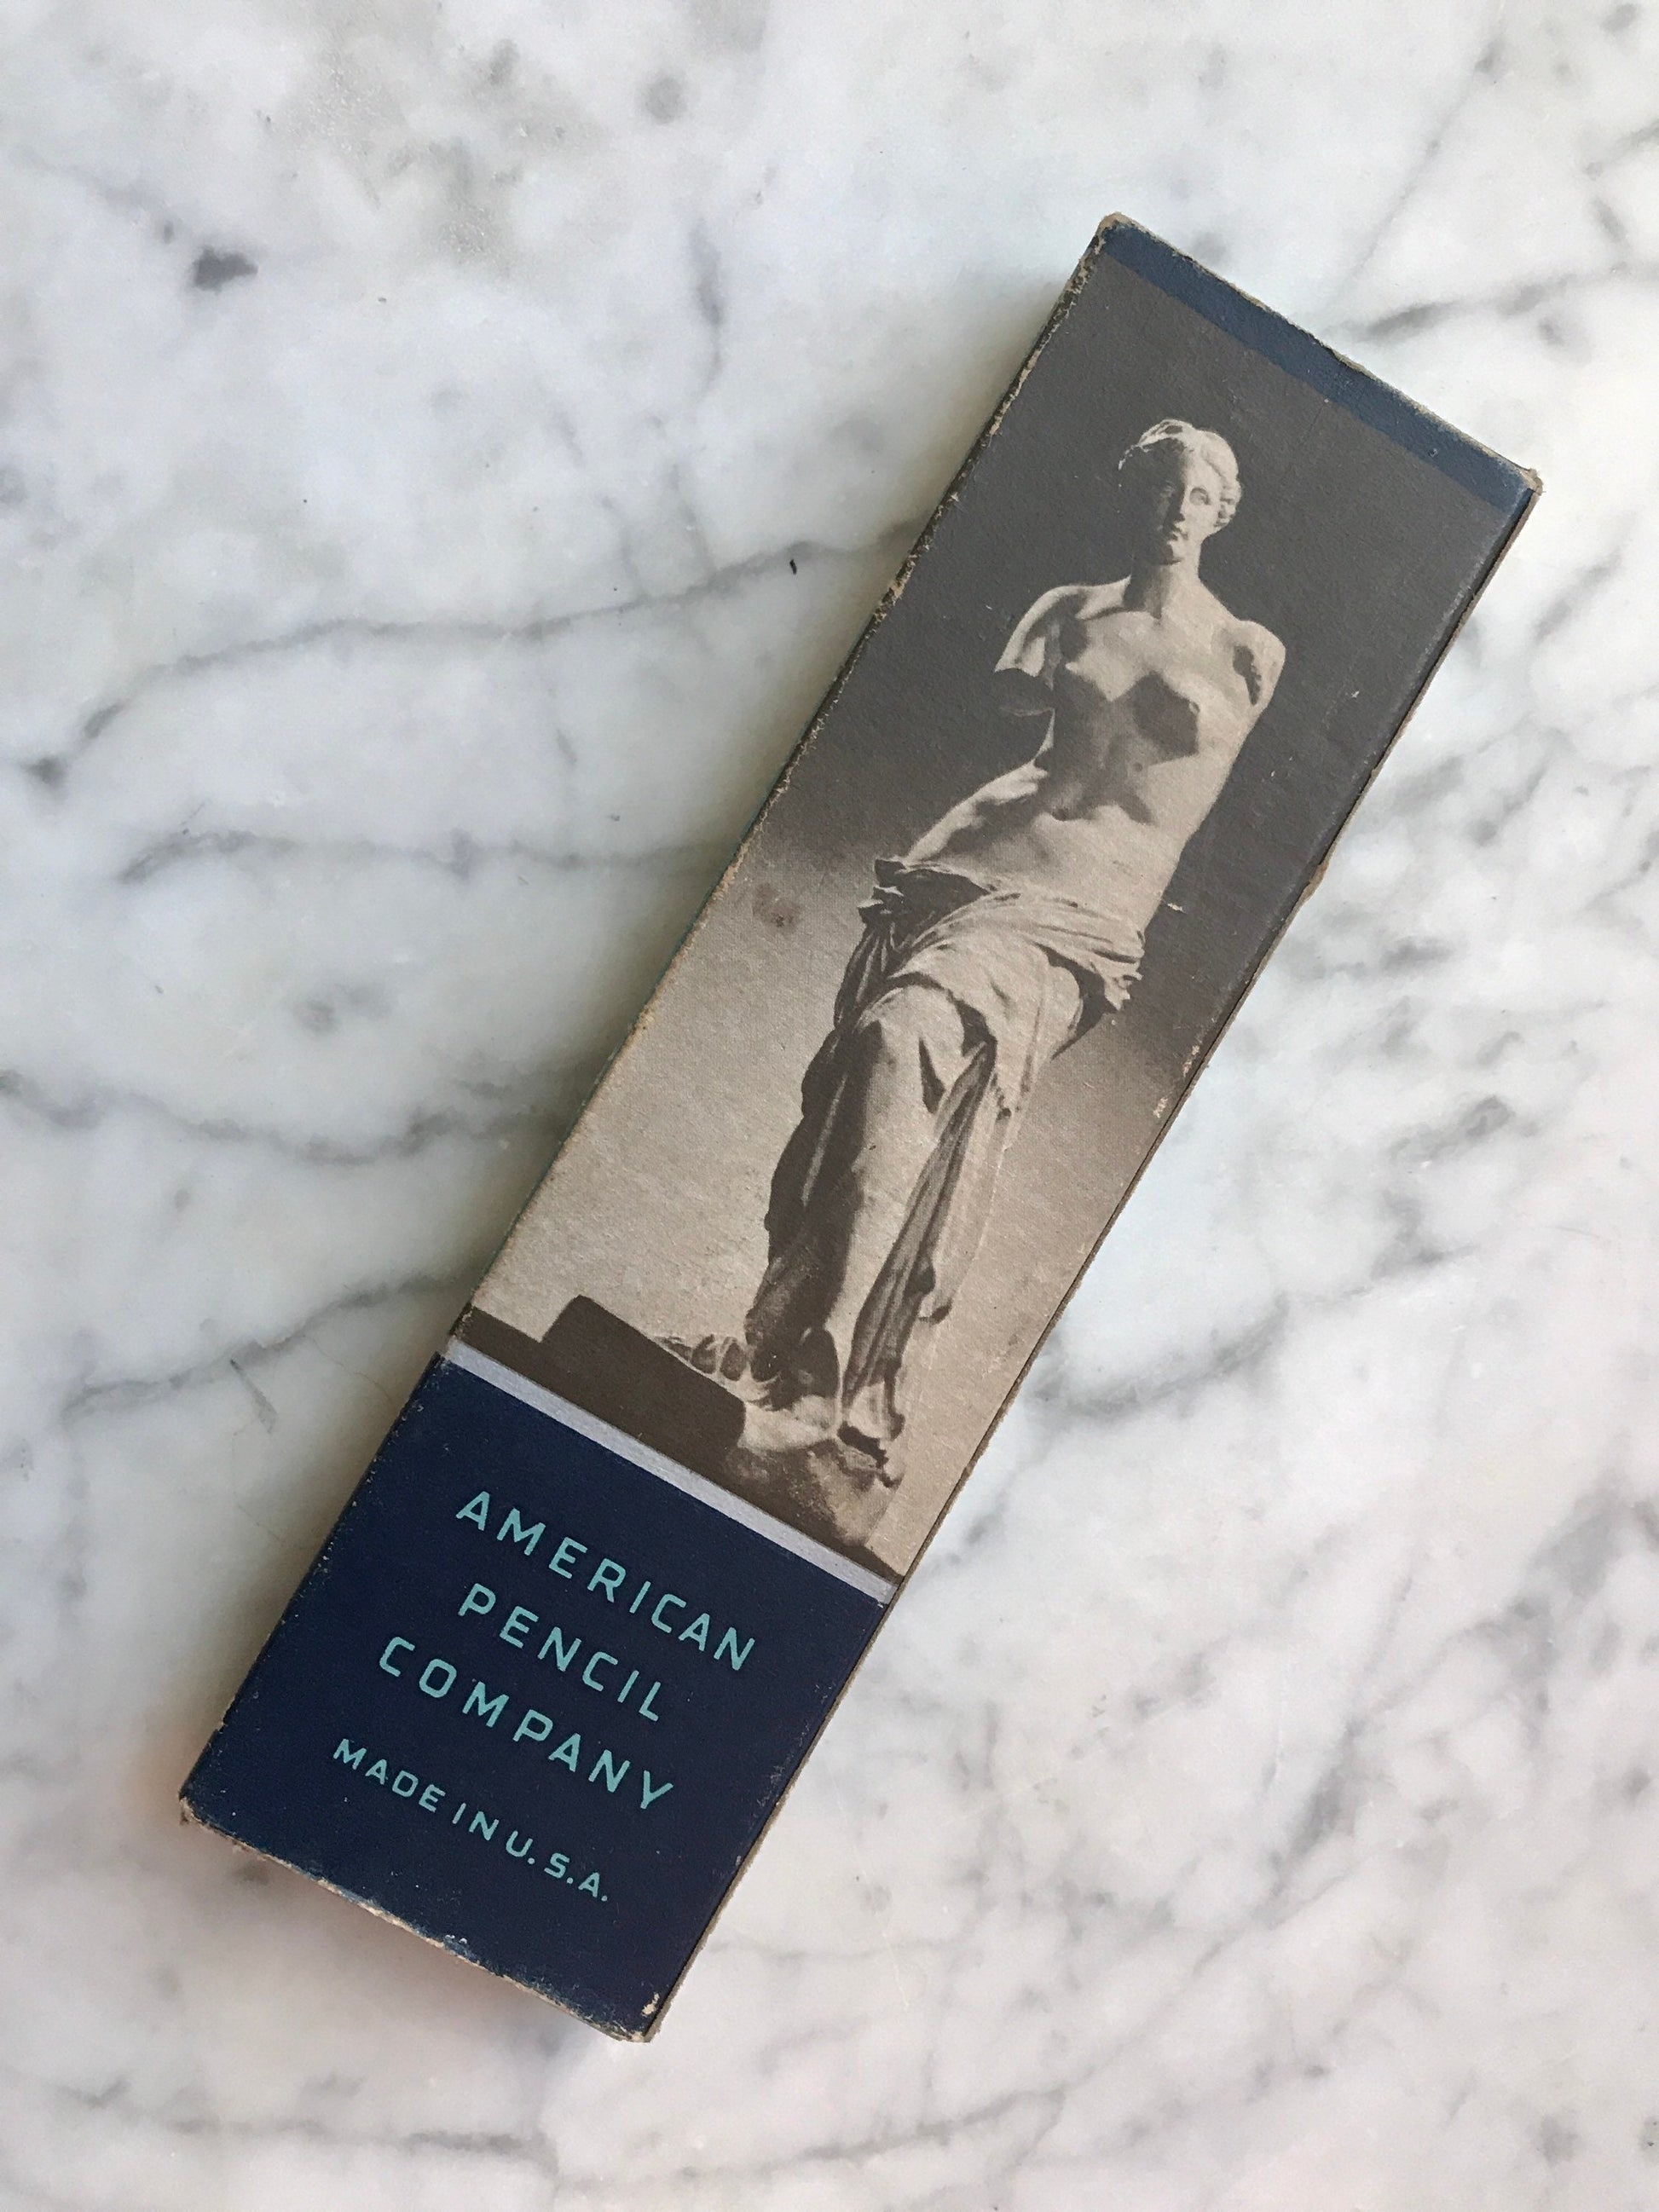 AMERICAN
PENCIL
COMPANY
MADE IN U.S.A.